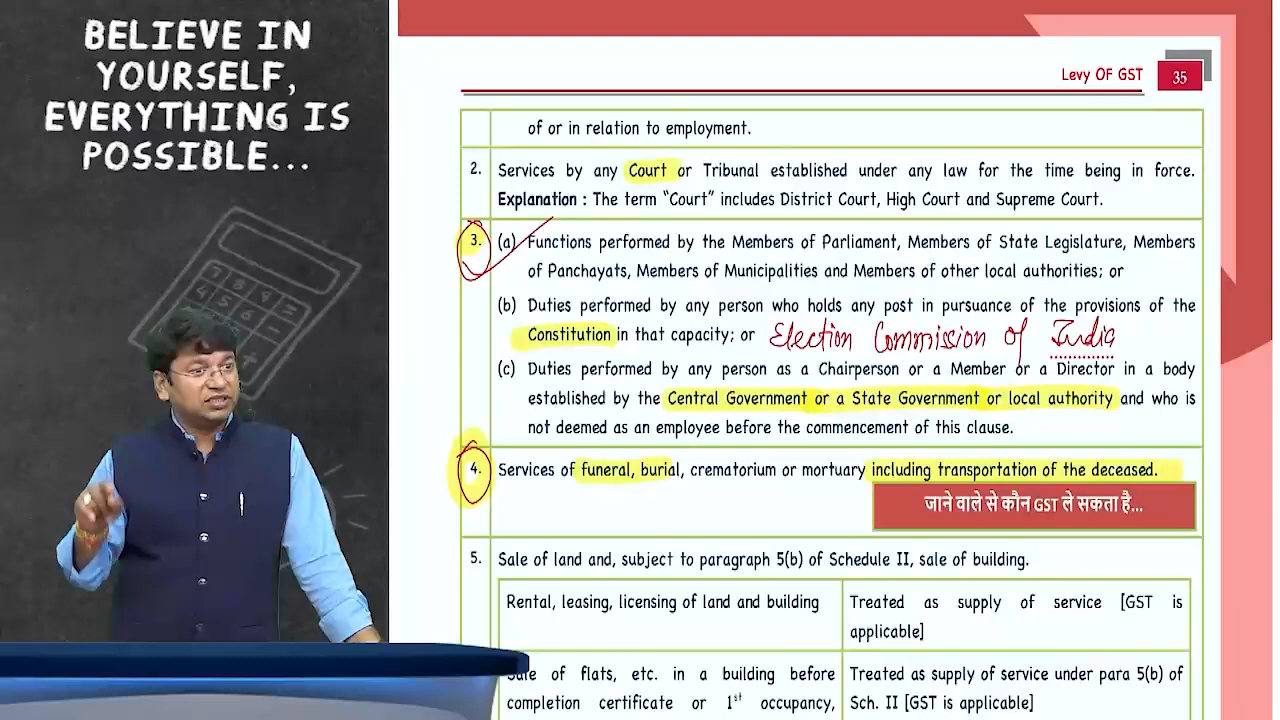 BELIEVE IN
YOURSELF,
EVERYTHING IS
POSSIBLE...
Levy OF GST 35
of or in relation to employment.
2. Services by any Court or Tribunal established under any law for the time being in force.
Explanation : The term “Court” includes District Court, High Court and Supreme Court.
3. (a) Functions performed by the Members of Parliament, Members of State Legislature, Members
of Panchayats, Members of Municipalities and Members of other local authorities; or
(b) Duties performed by any person who holds any post in pursuance of the provisions of the
Constitution in that capacity; or Election Commission of India
(c) Duties performed by any person as a Chairperson or a Member or a Director in a body
established by the Central Government or a State Government or local authority and who is
not deemed as an employee before the commencement of this clause.
4. Services of funeral, burial, crematorium or mortuary including transportation of the deceased.
जाने वाले से कौन GST ले सकता है...
5. Sale of land and, subject to paragraph 5(b) of Schedule II, sale of building.
Rental, leasing, licensing of land and building
Treated as supply of service [GST is
applicable]
Sale of flats, etc. in a building before
completion certificate or 1st occupancy,
Treated as supply of service under para 5(b) of
Sch. II [GST is applicable]